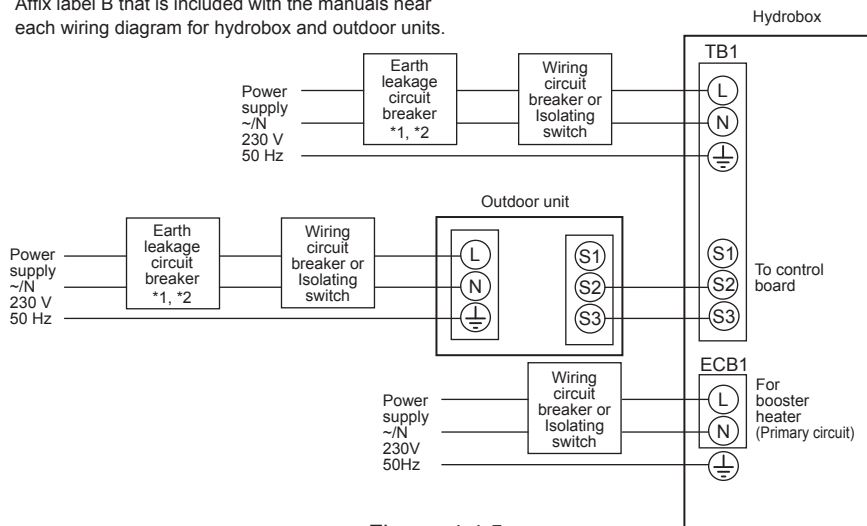 Affix label B that is included with the manuals near
each wiring diagram for hydrobox and outdoor units.
Hydrobox
TB1
Power
supply
~/N
230 V
50 Hz
Earth
leakage
circuit
breaker
*1, *2
Wiring
circuit
breaker or
Isolating
switch
L
N
Outdoor unit
Power
supply
~/N
230 V
50 Hz
Earth
leakage
circuit
breaker
*1, *2
Wiring
circuit
breaker or
Isolating
switch
L
N
S1
S2
S3
S1
S2
S3
To control
board
ECB1
Power
supply
~/N
230V
50Hz
Wiring
circuit
breaker or
Isolating
switch
L
N
For
booster
heater
(Primary circuit)